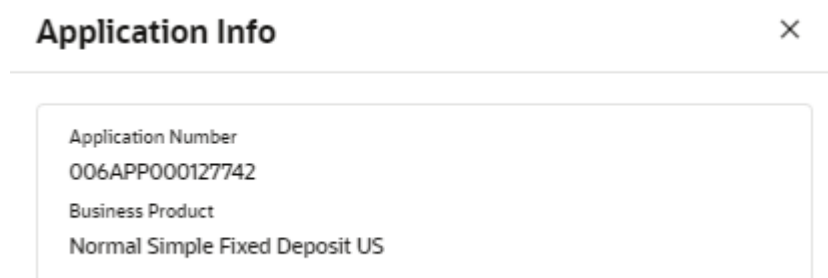 Application Info
Application Number
006APP000127742
Business Product
Normal Simple Fixed Deposit US